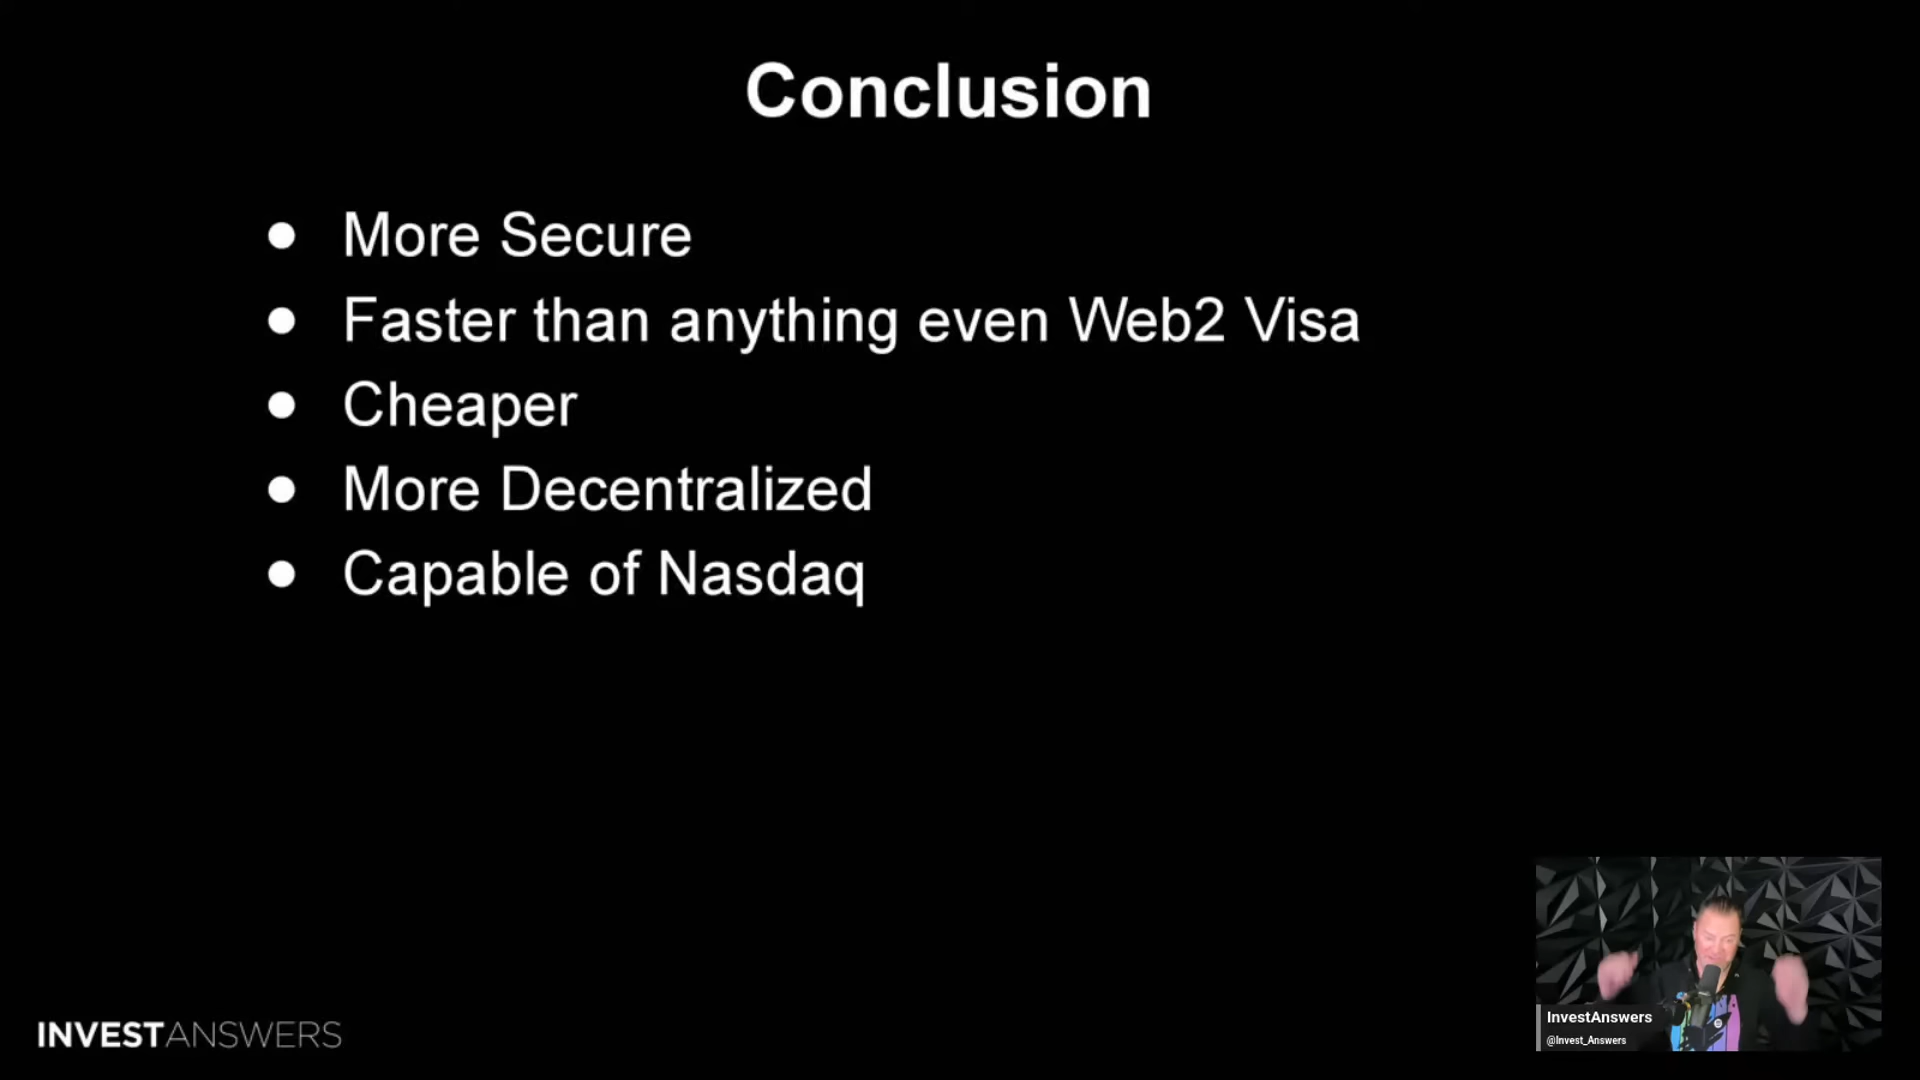 Conclusion
● More Secure
● Faster than anything even Web2 Visa
● Cheaper
● More Decentralized
● Capable of Nasdaq
INVESTANSWERS
InvestAnswers
@Invest_Answers